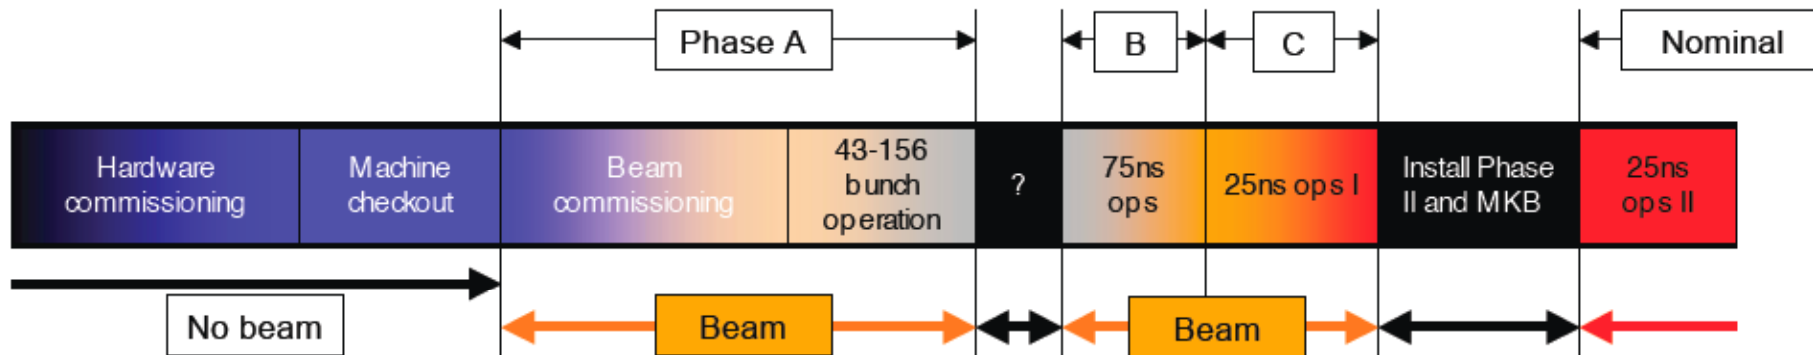 Phase A
B
C
Nominal
Hardware
commissioning
Machine
checkout
Beam
commissioning
43-156
bunch
operation
?
75ns
ops
25ns ops I
Install Phase
II and MKB
25ns
ops II
No beam
Beam
Beam